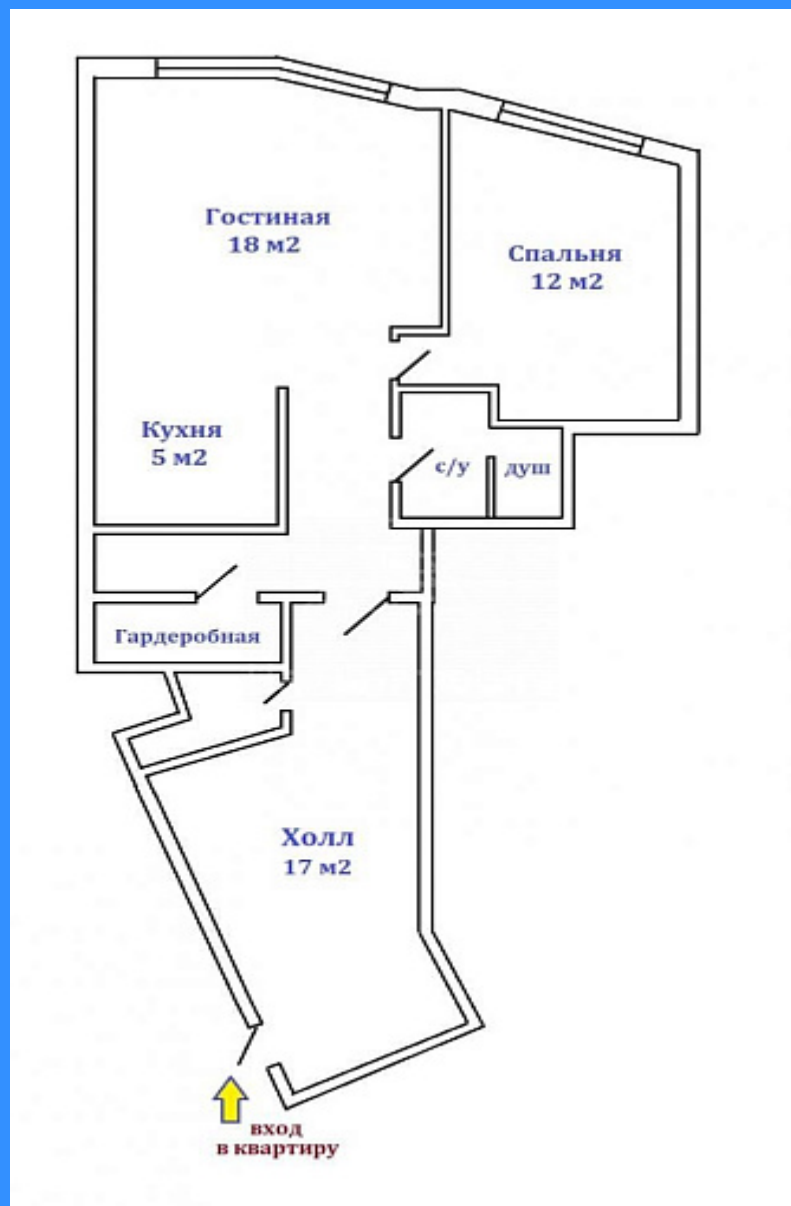 Гостиная
18 м2
Спальня
12 м2
Кухня
5 м2
с/у
душ
Гардеробная
Холл
17 м2
вход
в квартиру